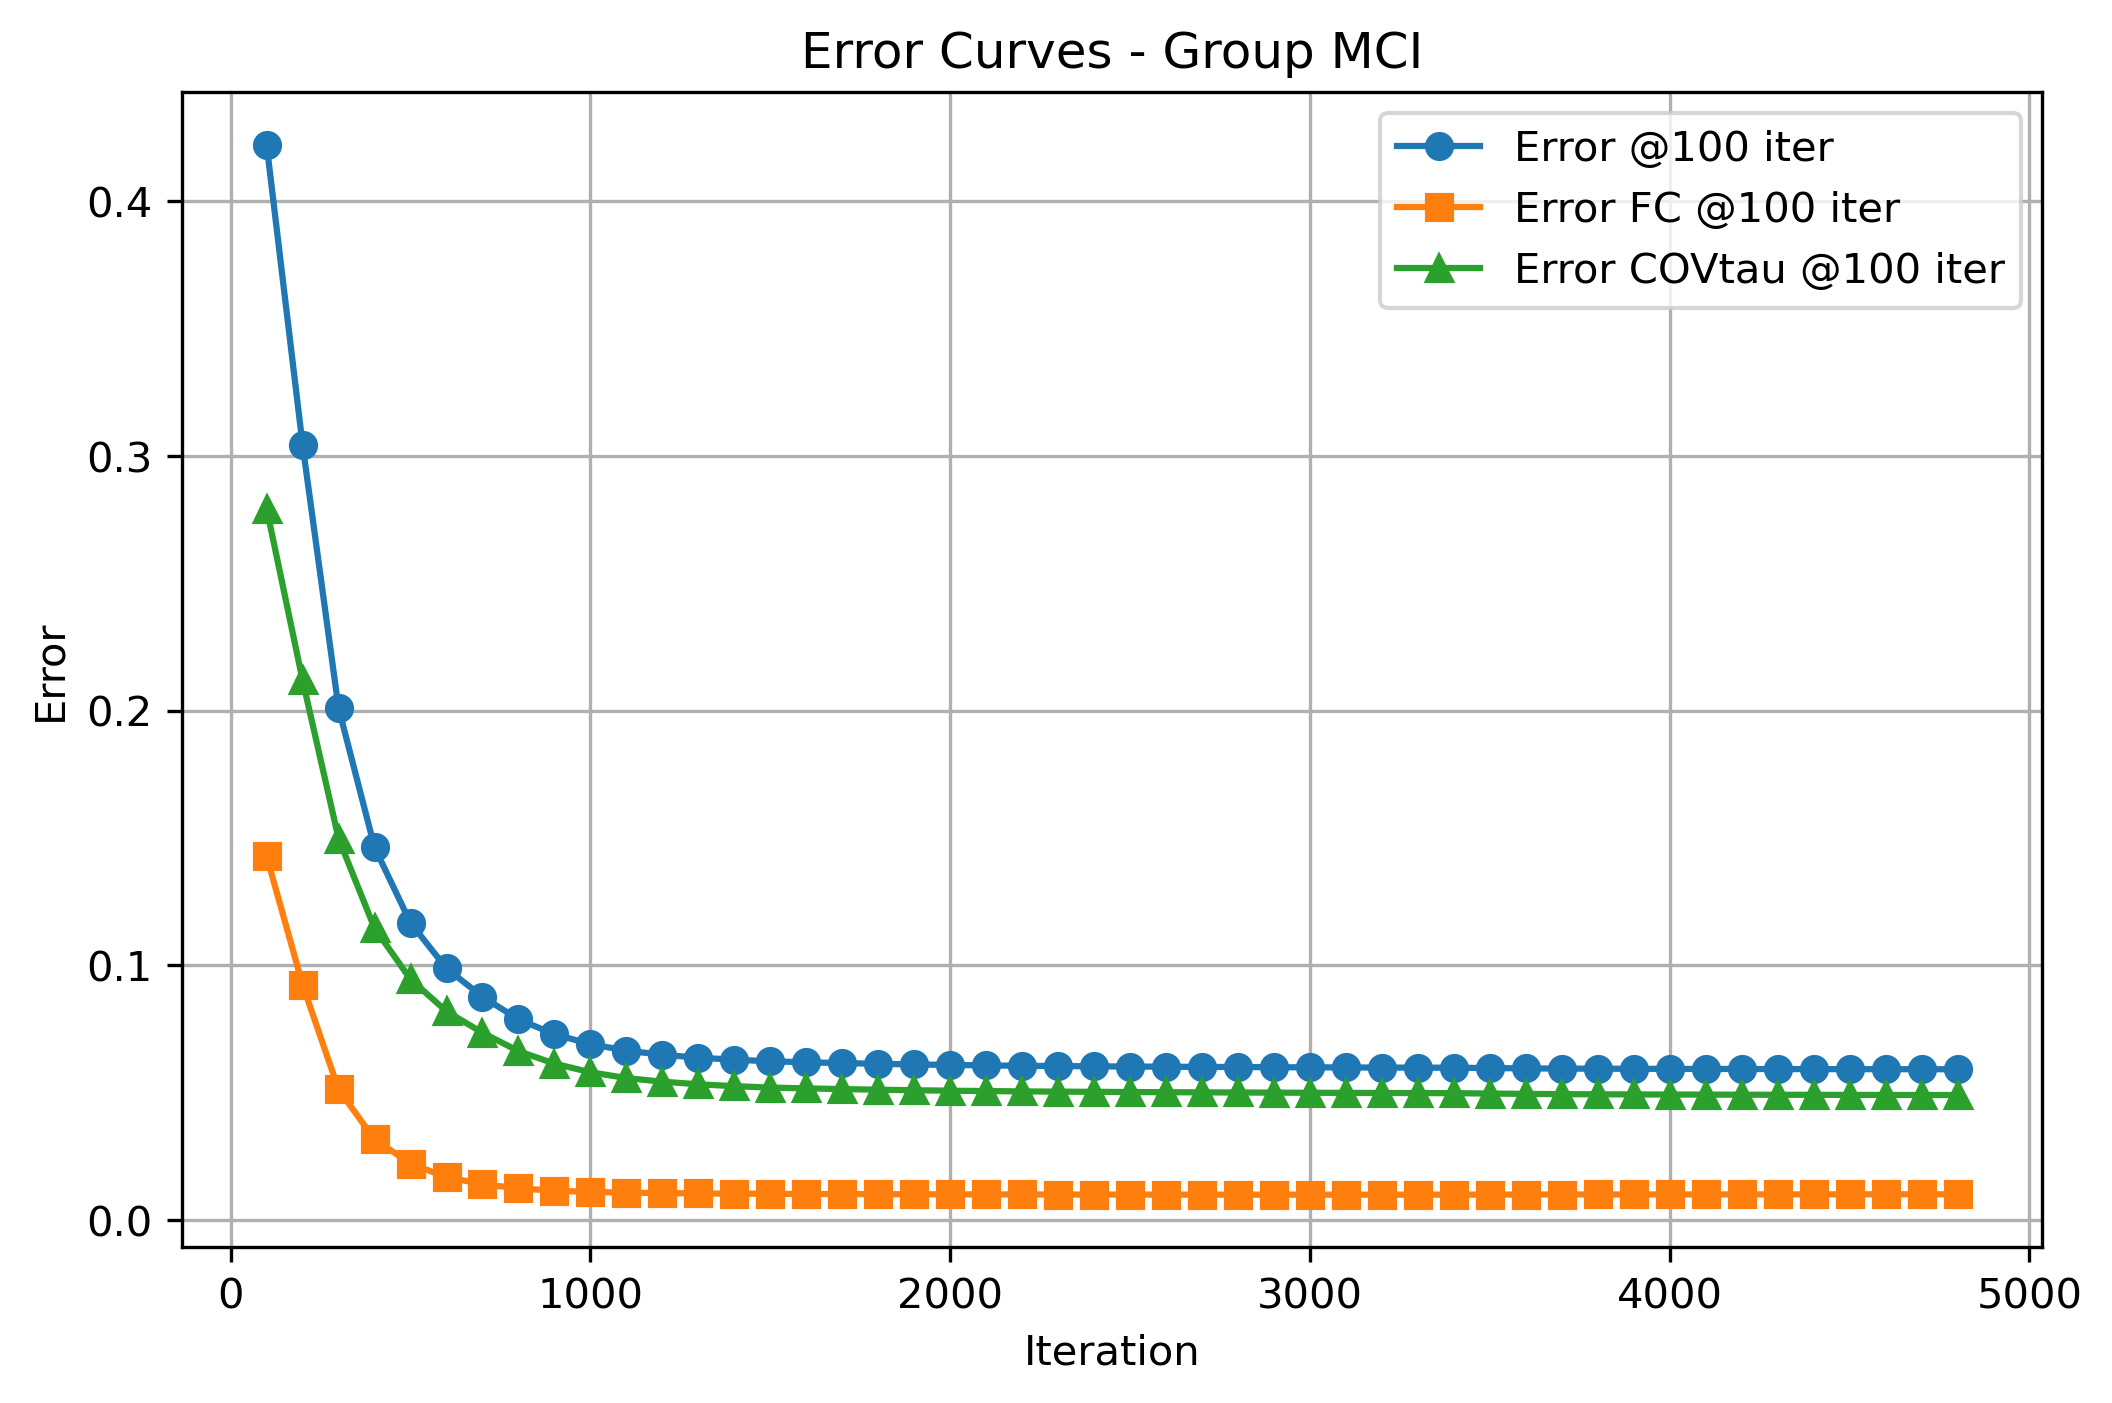 Error Curves - Group MCI
Error @100 iter
Error FC @100 iter
Error COVtau @100 iter
0.4
0.3
0.2
0.1
0.0
Error
0 1000 2000 3000 4000 5000
Iteration